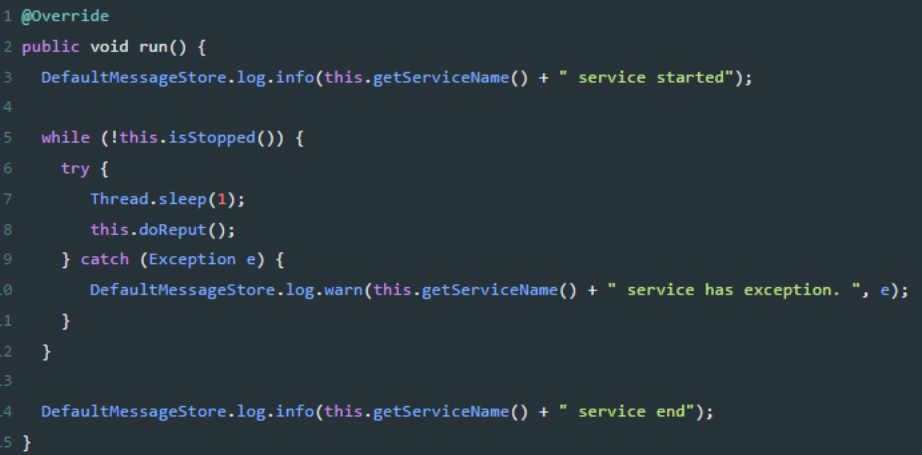 1 @Override
2 public void run() {
3 DefaultMessageStore.log.info(this.getServiceName() + " service started");
4
5 while (!this.isStopped()) {
6 try {
7 Thread.sleep(1);
8 this.doReput();
9 } catch (Exception e) {
0 DefaultMessageStore.log.warn(this.getServiceName() + " service has exception. ", e);
1 }
2 }
3
4 DefaultMessageStore.log.info(this.getServiceName() + " service end");
5 }